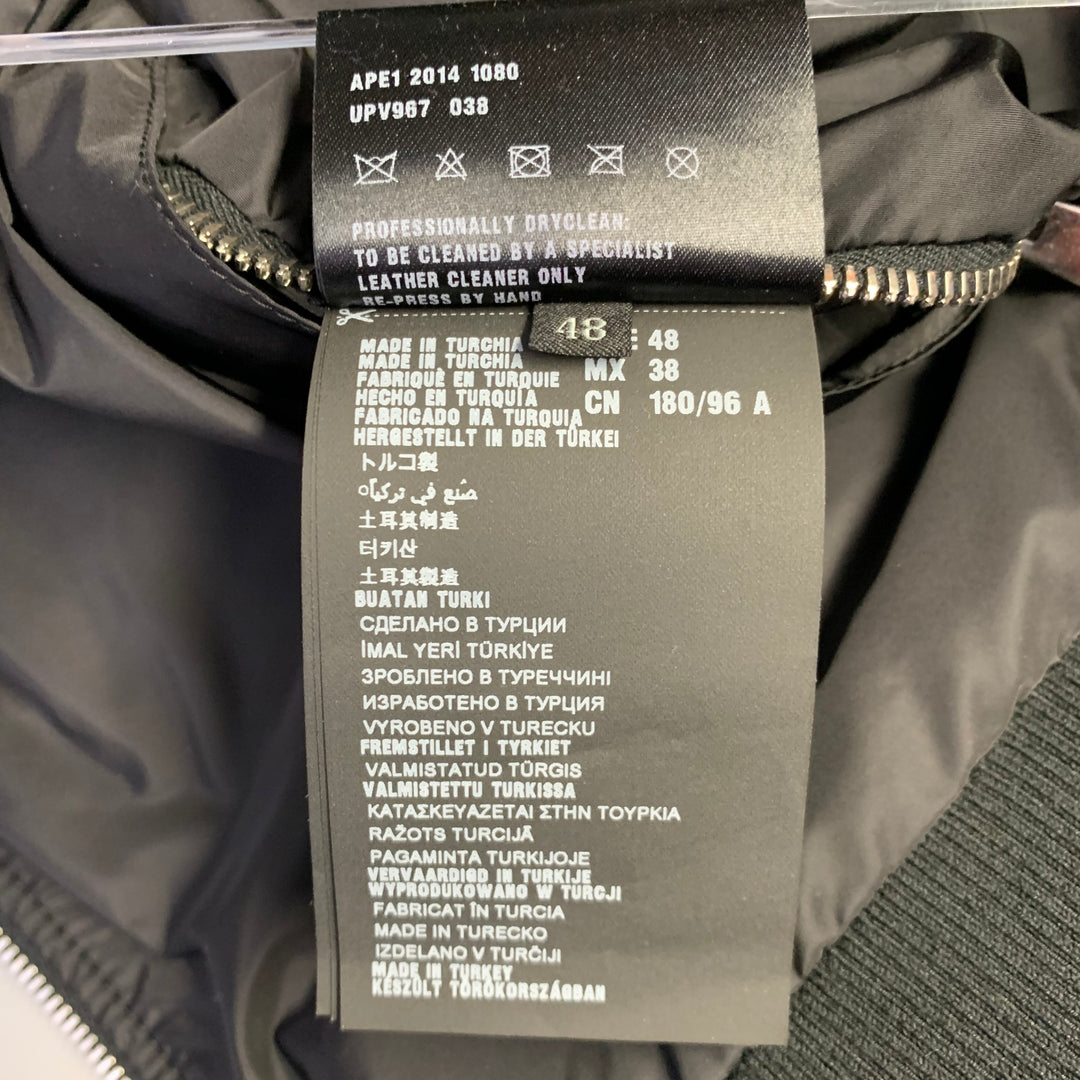 APE1 2014 1080
UPV967 038
PROFESSIONALLY DRYCLEAN:
TO BE CLEANED BY A SPECIALIST
LEATHER CLEANER ONLY
RE-PRESS BY HAND
48
E 48
MX 38
CN 180/96 A
MADE IN TURCHIA
MADE IN TURCHIA
FABRIQUÈ EN TURQUIE
HECHO EN TURQUÌA
FABRICADO NA TURQUIA
HERGESTELLT IN DER TÜRKEI
トルコ製
صُنع في تركياَ
土耳其制造
터키산
土耳其製造
BUATAN TURKI
СДЕЛАНО В ТУРЦИИ
İMAL YERİ TÜRKİYE
ЗРОБЛЕНО В ТУРЕЧЧИНІ
ИЗРАБОТЕНО В ТУРЦИЯ
VYROBENO V TURECKU
FREMSTILLET I TYRKIET
VALMISTATUD TÜRGIS
VALMISTETTU TURKISSA
ΚΑΤΑΣΚΕΥΑΖΕΤΑΙ ΣΤΗΝ ΤΟΥΡΚΙΑ
RAŽOTS TURCIJĀ
PAGAMINTA TURKIJOJE
VERVAARDIGD IN TURKIJE
WYPRODUKOWANO W TURCJI
FABRICAT ÎN TURCIA
MADE IN TURECKO
IZDELANO V TURČIJI
MADE IN TURKEY
KÉSZÜLT TÖRÖKORSZÁGBAN